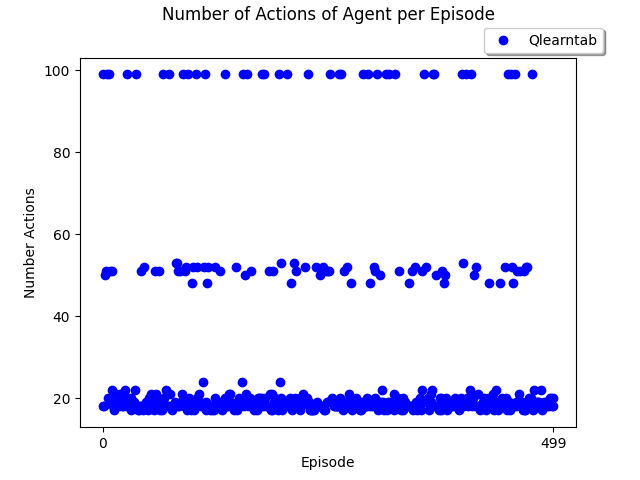 Number of Actions of Agent per Episode
Qlearntab
100
80
60
40
20
Number Actions
0
499
Episode